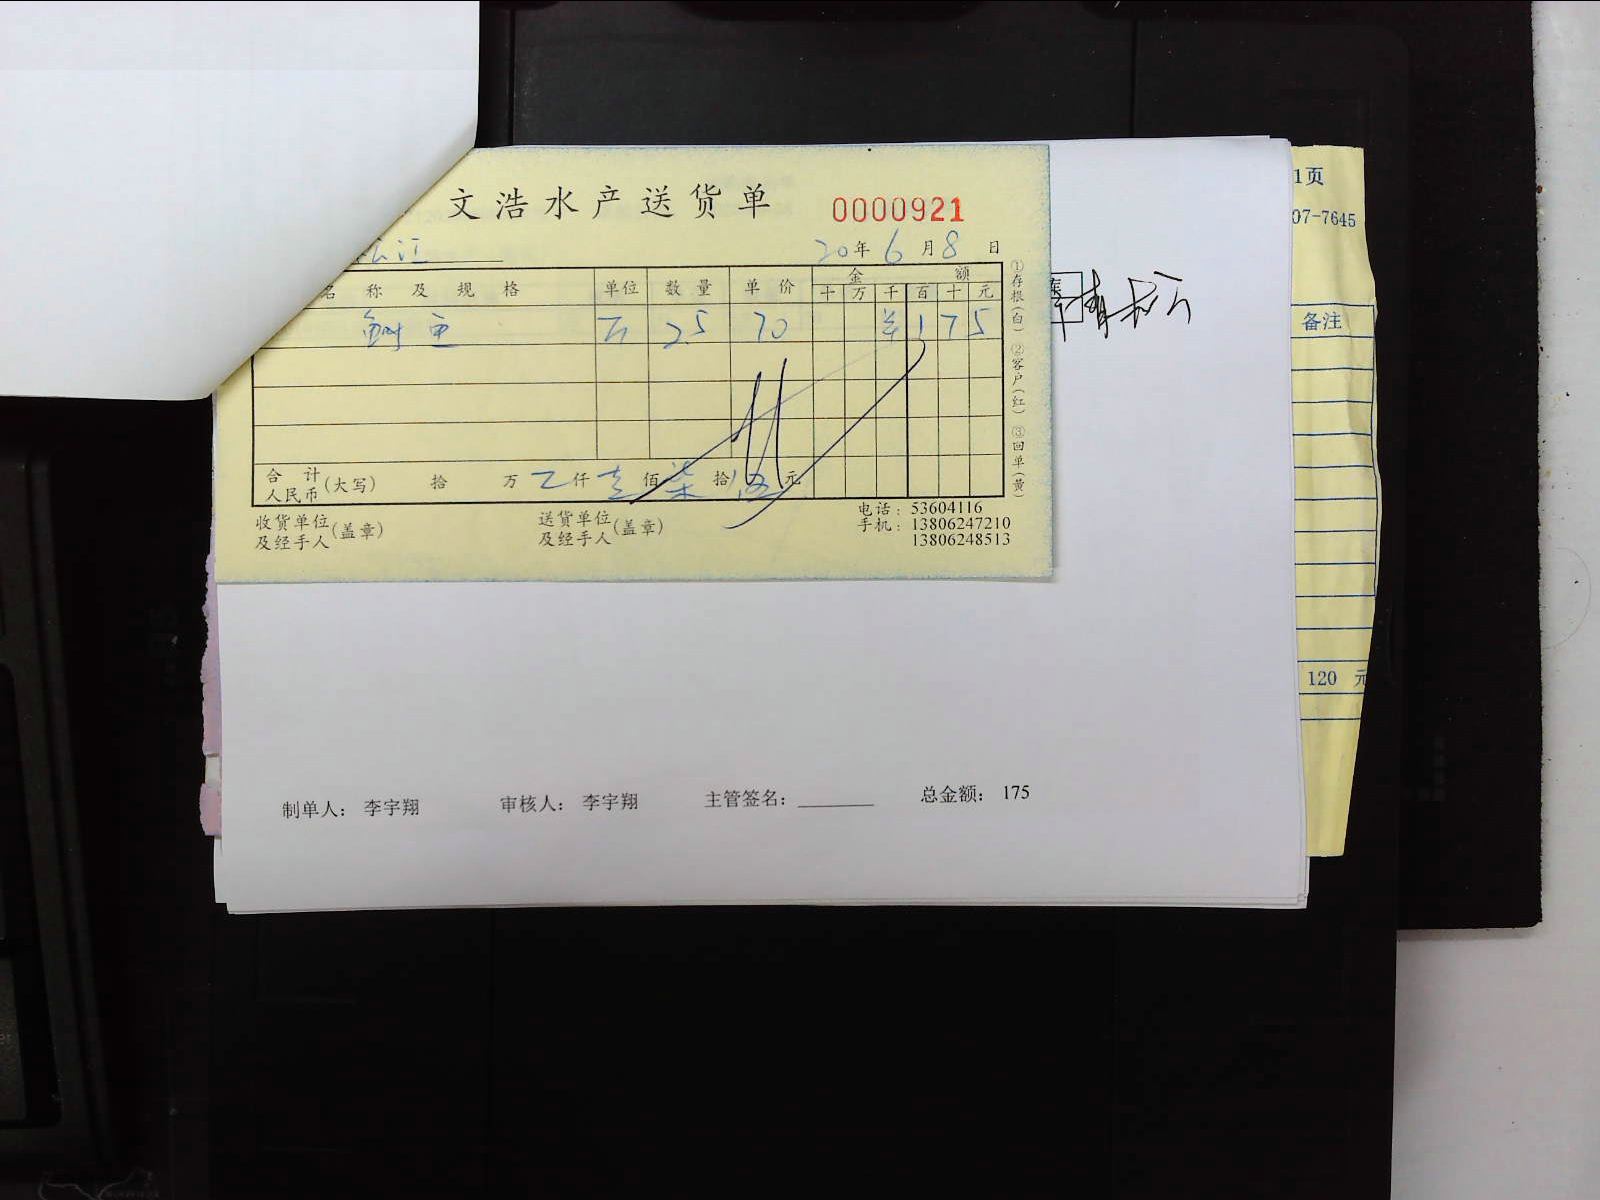 文浩水产送货单 0000921
20年6月8日
名称及规格 单位 数量 单价 金额
十 万 千 百 十 元
25 70 1 7 5
合计 人民币(大写) 拾 万 仟 佰 柒 拾 伍 元
收货单位及经手人(盖章) 送货单位及经手人(盖章)
电话：53604116
手机：13806247210
13806248513
①存根(白) ②客户(红) ③回单(黄)
1页
07-7645
备注
120 元
制单人： 李宇翔 审核人： 李宇翔 主管签名： 总金额： 175